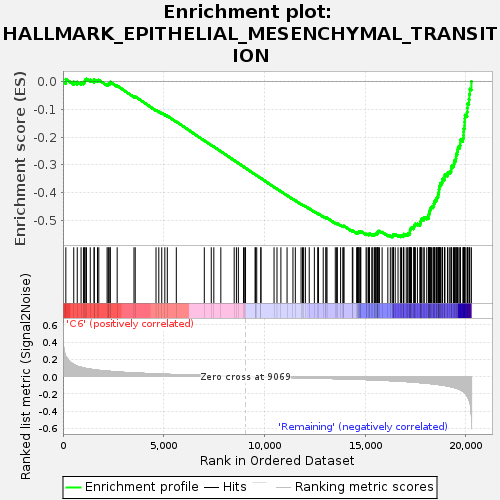 Enrichment plot:
HALLMARK_EPITHELIAL_MESENCHYMAL_TRANSIT
ION
Enrichment score (ES)
0.0
-0.1
-0.2
-0.3
-0.4
-0.5
'C6' (positively correlated)
Ranked list metric (Signal2Noise)
0.6
0.4
0.2
0.0
-0.2
-0.4
-0.6
Zero cross at 9069
'Remaining' (negatively correlated)
0
5,000
10,000
15,000
20,000
Rank in Ordered Dataset
Enrichment profile
Hits
Ranking metric scores